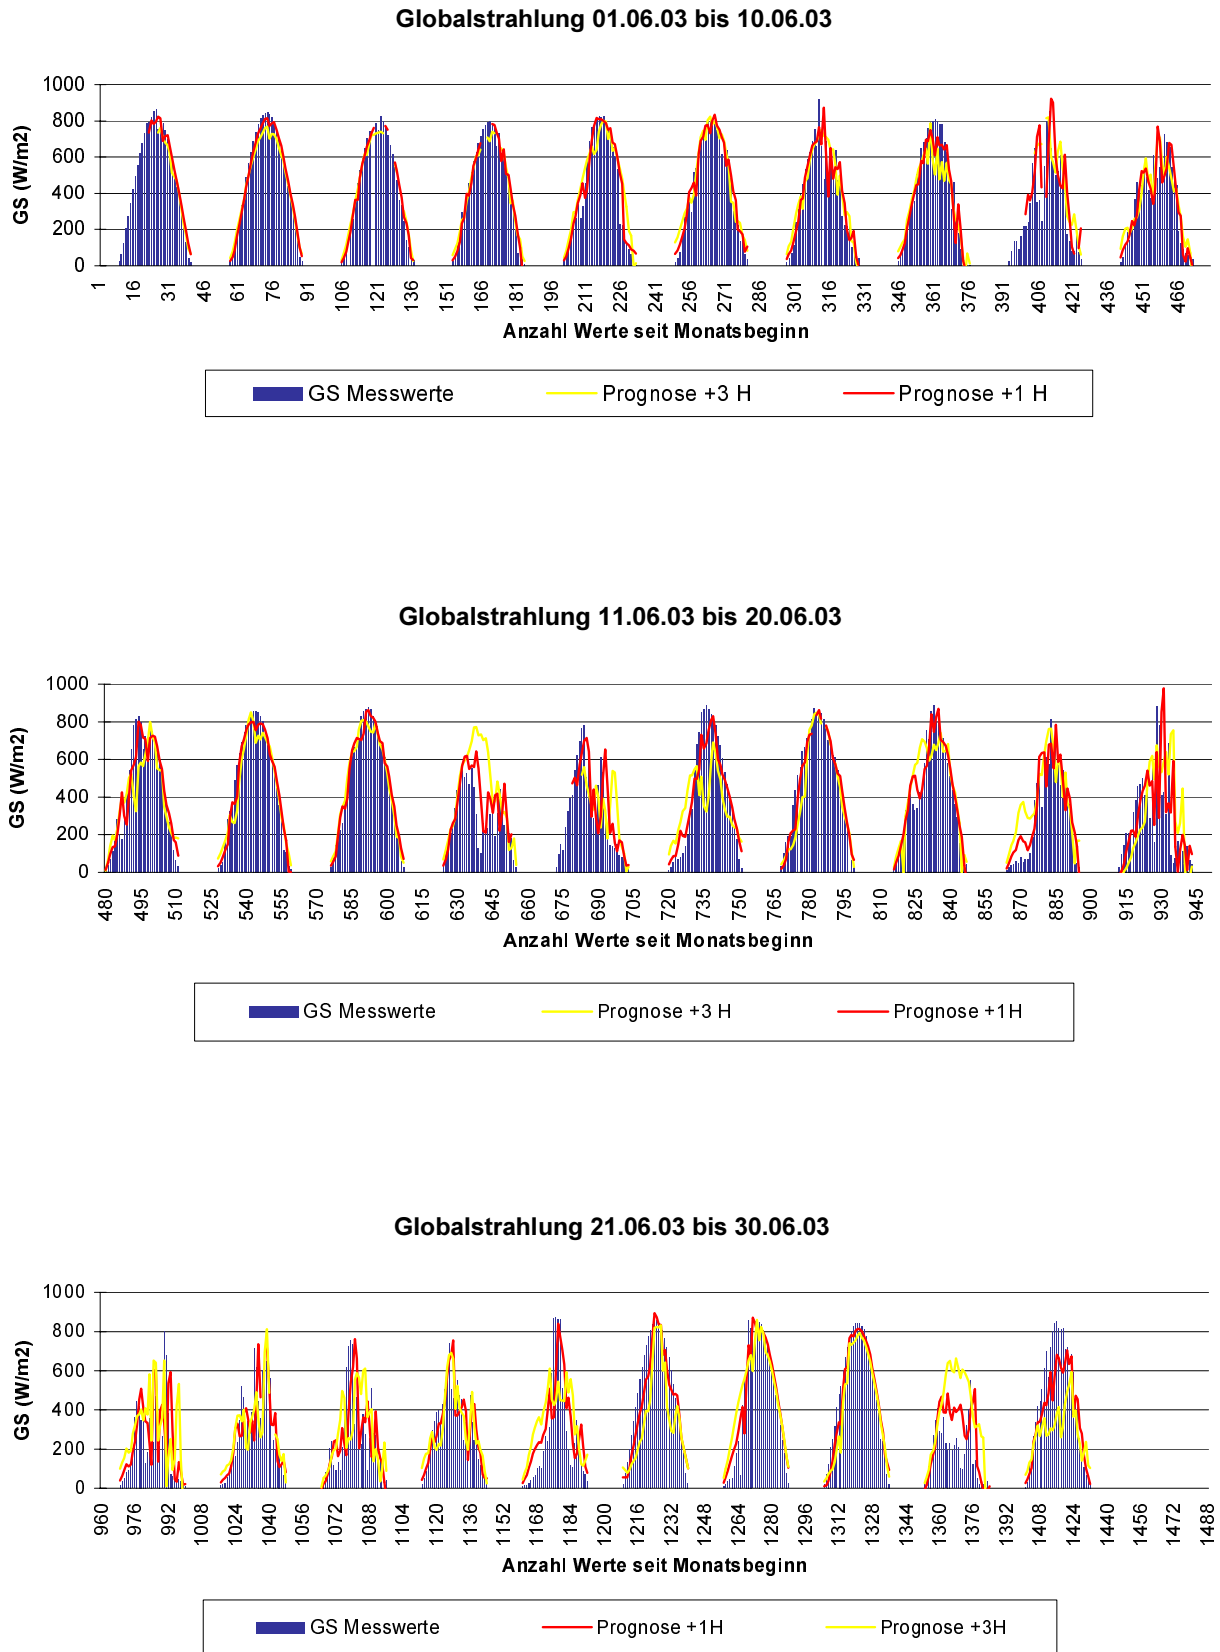 Globalstrahlung 01.06.03 bis 10.06.03
GS (W/m2)
1000
800
600
400
200
0
1 16 31 46 61 76 91 106 121 136 151 166 181 196 211 226 241 256 271 286 301 316 331 346 361 376 391 406 421 436 451 466
Anzahl Werte seit Monatsbeginn
GS Messwerte Prognose +3 H Prognose +1 H
Globalstrahlung 11.06.03 bis 20.06.03
GS (W/m2)
1000
800
600
400
200
0
480 495 510 525 540 555 570 585 600 615 630 645 660 675 690 705 720 735 750 765 780 795 810 825 840 855 870 885 900 915 930 945
Anzahl Werte seit Monatsbeginn
GS Messwerte Prognose +3 H Prognose +1H
Globalstrahlung 21.06.03 bis 30.06.03
GS (W/m2)
1000
800
600
400
200
0
960 976 992 1008 1024 1040 1056 1072 1088 1104 1120 1136 1152 1168 1184 1200 1216 1232 1248 1264 1280 1296 1312 1328 1344 1360 1376 1392 1408 1424 1440 1456 1472 1488
Anzahl Werte seit Monatsbeginn
GS Messwerte Prognose +1H Prognose +3H